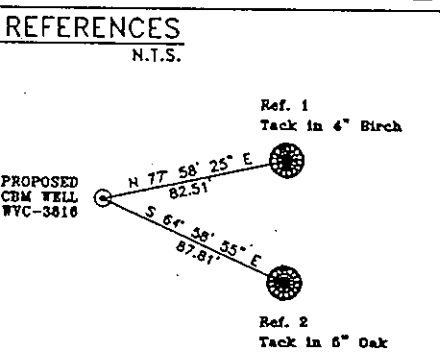 REFERENCES
N.T.S.
Ref. 1
Tack in 4" Birch
N 77° 58' 25" E
82.51'
PROPOSED
CBM WELL
WYC-3816
S 64° 58' 55" E
87.81'
Ref. 2
Tack in 6" Oak